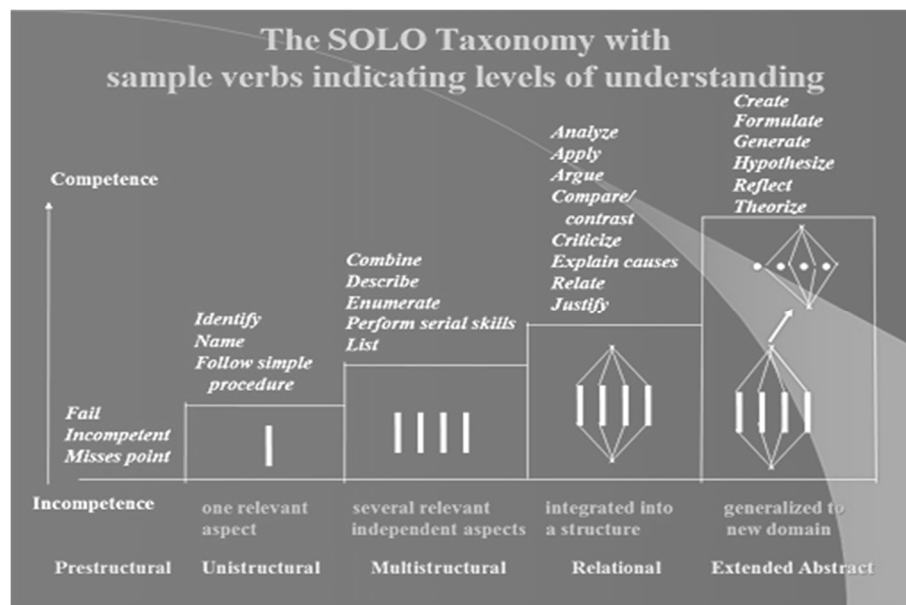 The SOLO Taxonomy with
sample verbs indicating levels of understanding
Competence
Incompetence
Fail
Incompetent
Misses point
Identify
Name
Follow simple
procedure
Combine
Describe
Enumerate
Perform serial skills
List
Analyze
Apply
Argue
Compare/
contrast
Criticize
Explain causes
Relate
Justify
Create
Formulate
Generate
Hypothesize
Reflect
Theorize
one relevant
aspect
several relevant
independent aspects
integrated into
a structure
generalized to
new domain
Prestructural
Unistructural
Multistructural
Relational
Extended Abstract